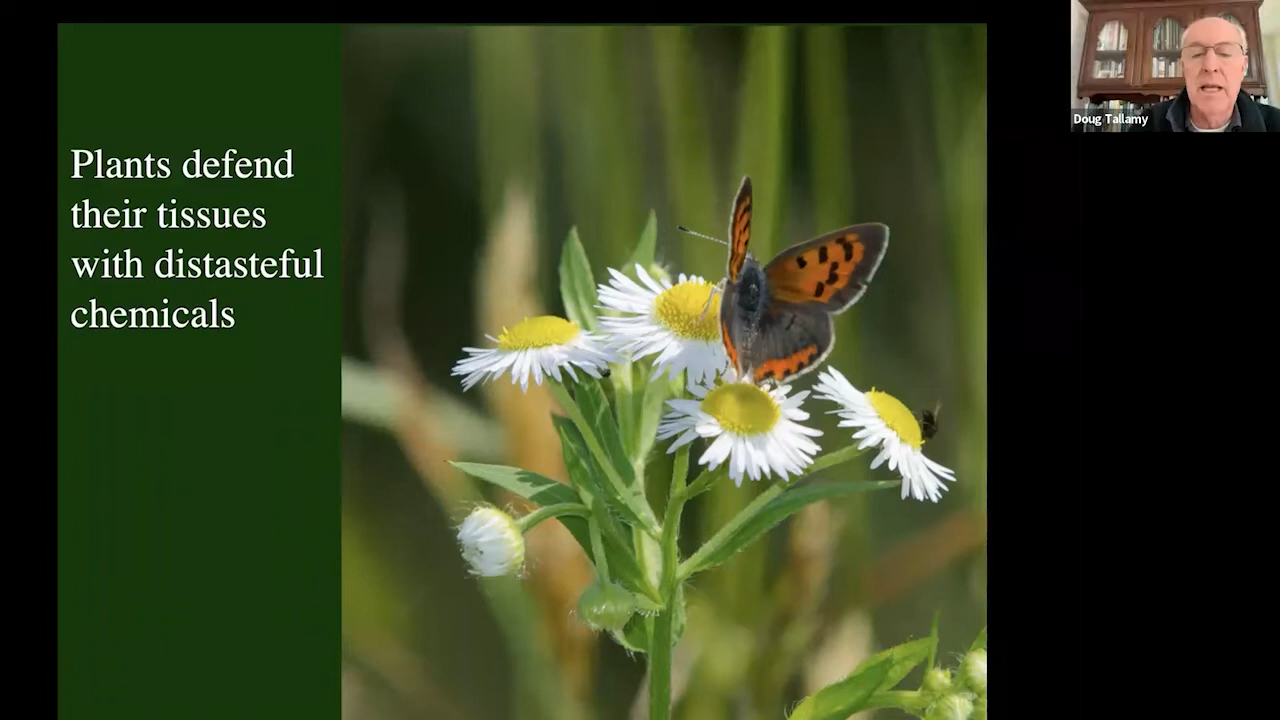 Plants defend
their tissues
with distasteful
chemicals
Doug Tallamy